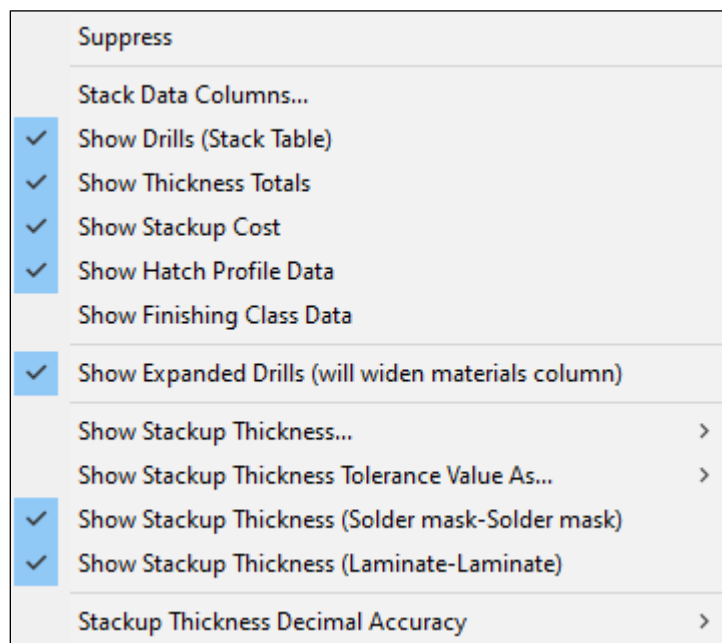 Suppress
Stack Data Columns...
Show Drills (Stack Table)
Show Thickness Totals
Show Stackup Cost
Show Hatch Profile Data
Show Finishing Class Data
Show Expanded Drills (will widen materials column)
Show Stackup Thickness...
Show Stackup Thickness Tolerance Value As...
Show Stackup Thickness (Solder mask-Solder mask)
Show Stackup Thickness (Laminate-Laminate)
Stackup Thickness Decimal Accuracy